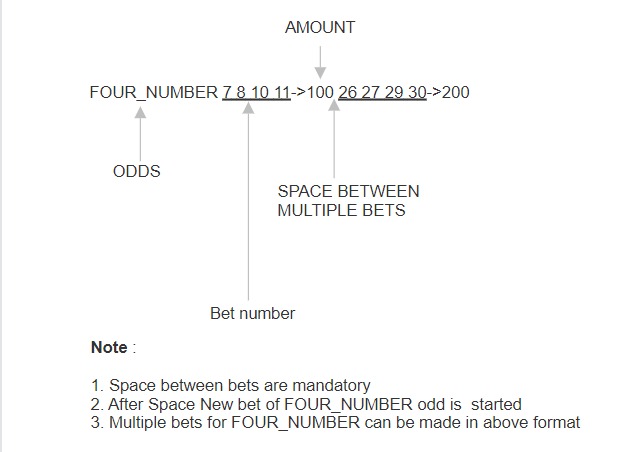 AMOUNT
FOUR_NUMBER 7 8 10 11->100 26 27 29 30->200
ODDS
SPACE BETWEEN
MULTIPLE BETS
Bet number
Note :
1. Space between bets are mandatory
2. After Space New bet of FOUR_NUMBER odd is started
3. Multiple bets for FOUR_NUMBER can be made in above format